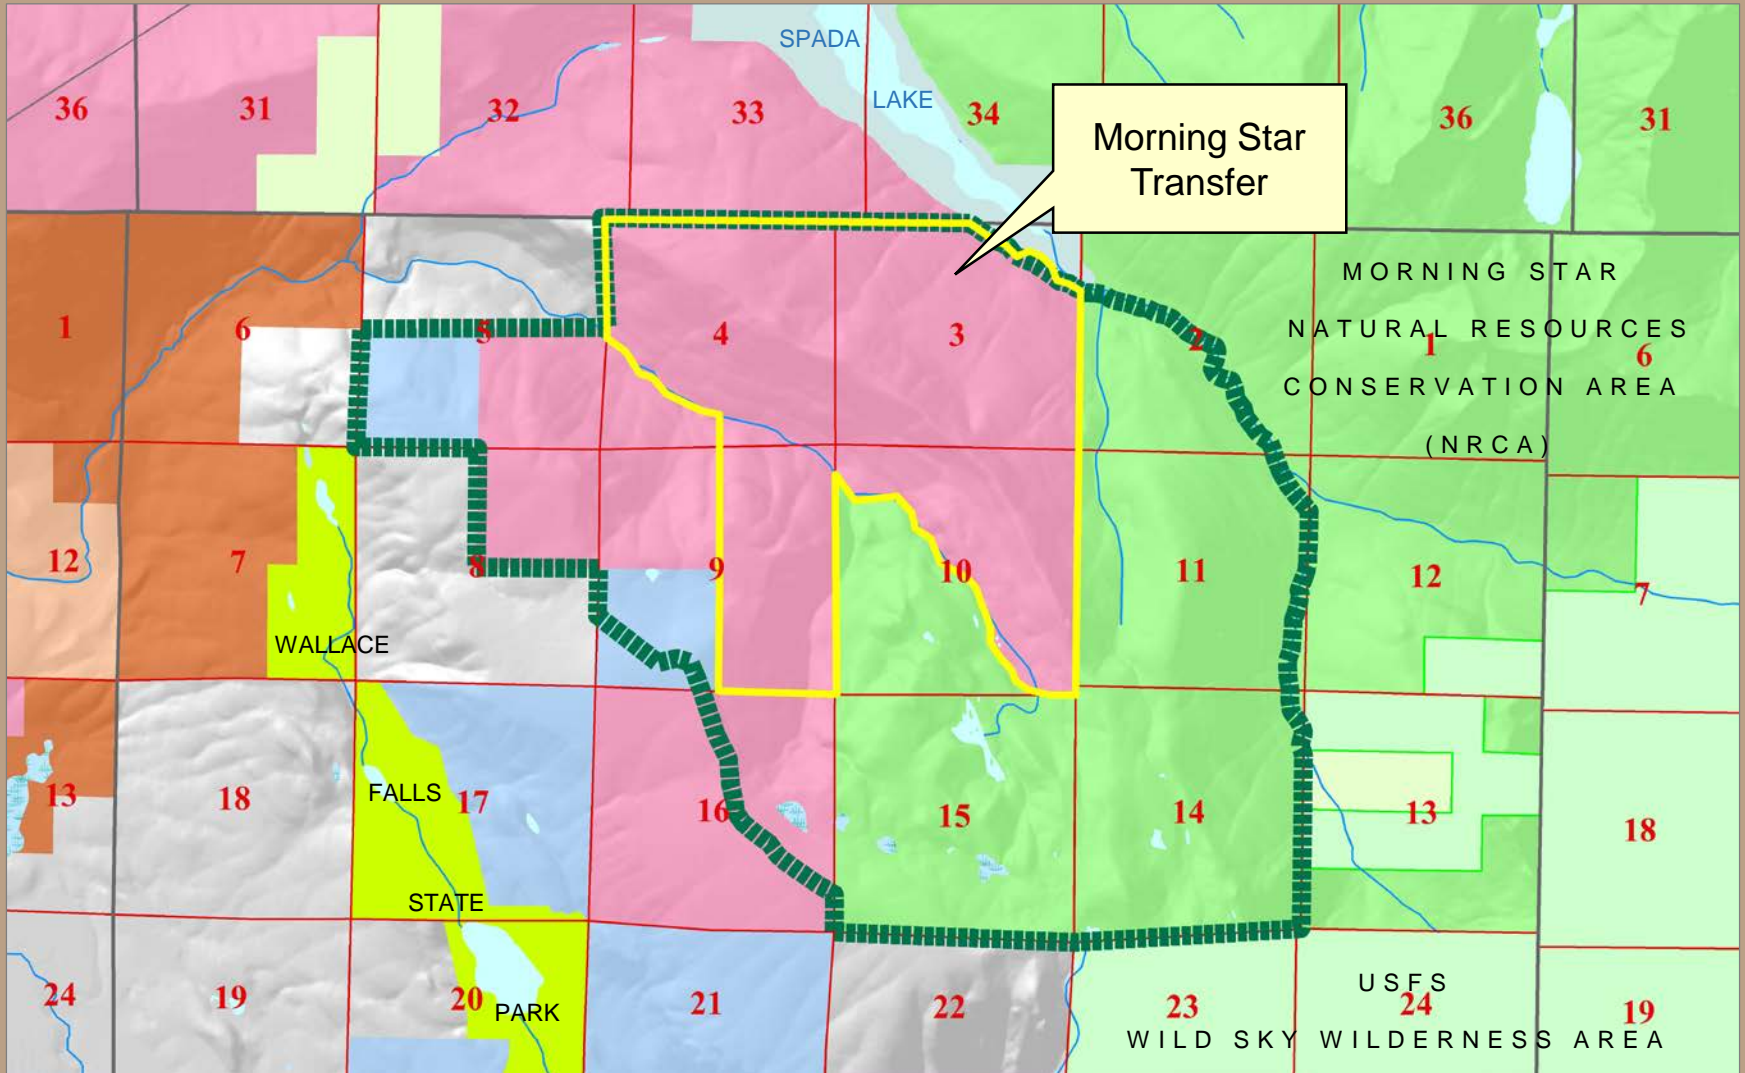 SPADA
LAKE
36
31
32
33
34
36
31
Morning Star
Transfer
MORNING STAR
NATURAL RESOURCES
CONSERVATION AREA
(NRCA)
1
6
5
4
3
2
1
6
12
7
8
9
10
11
12
7
WALLACE
FALLS
STATE
PARK
13
18
17
16
15
14
13
18
24
19
20
21
22
23
24
19
USFS
WILD SKY WILDERNESS AREA